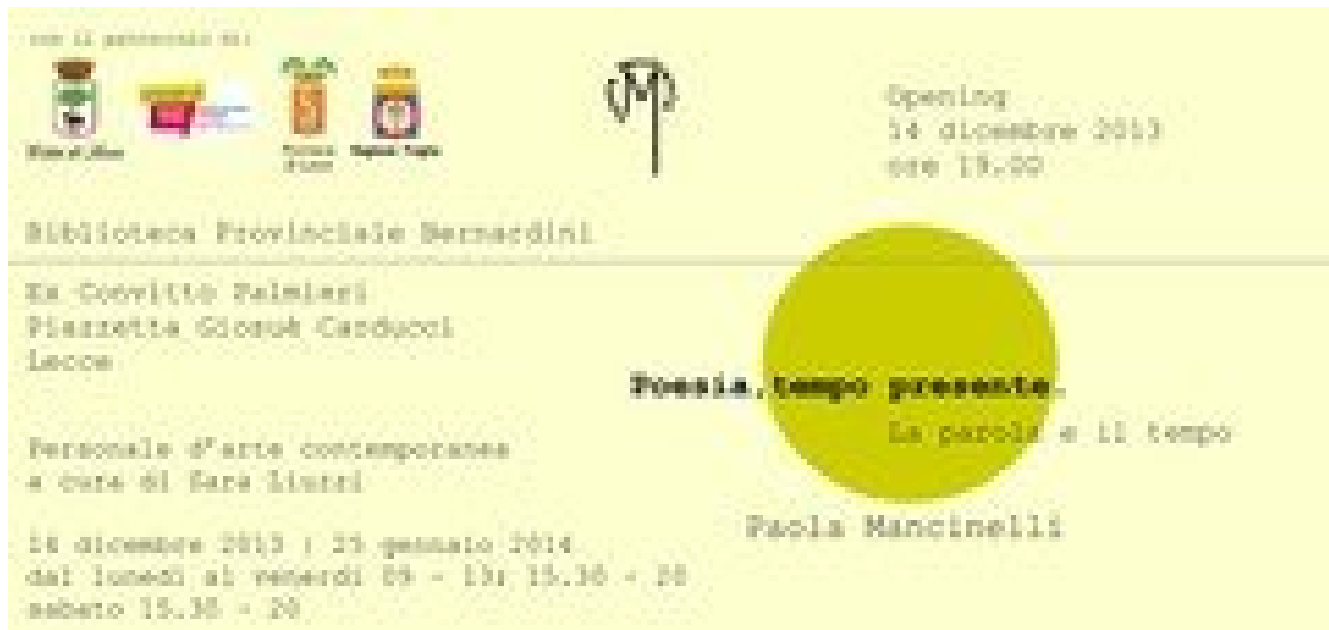 con il patrocinio di:
Regione Puglia
Opening
14 dicembre 2013
ore 19.00
Biblioteca Provinciale Bernardini
Ex Convitto Palmieri
Piazzetta Giosuè Carducci
Lecce
Poesia, tempo presente.
La parola e il tempo
Paola Mancinelli
Personale d'arte contemporanea
a cura di Sara Liuzzi
14 dicembre 2013 : 25 gennaio 2014
dal lunedì al venerdì 09 - 13; 15.30 - 20
sabato 15.30 - 20